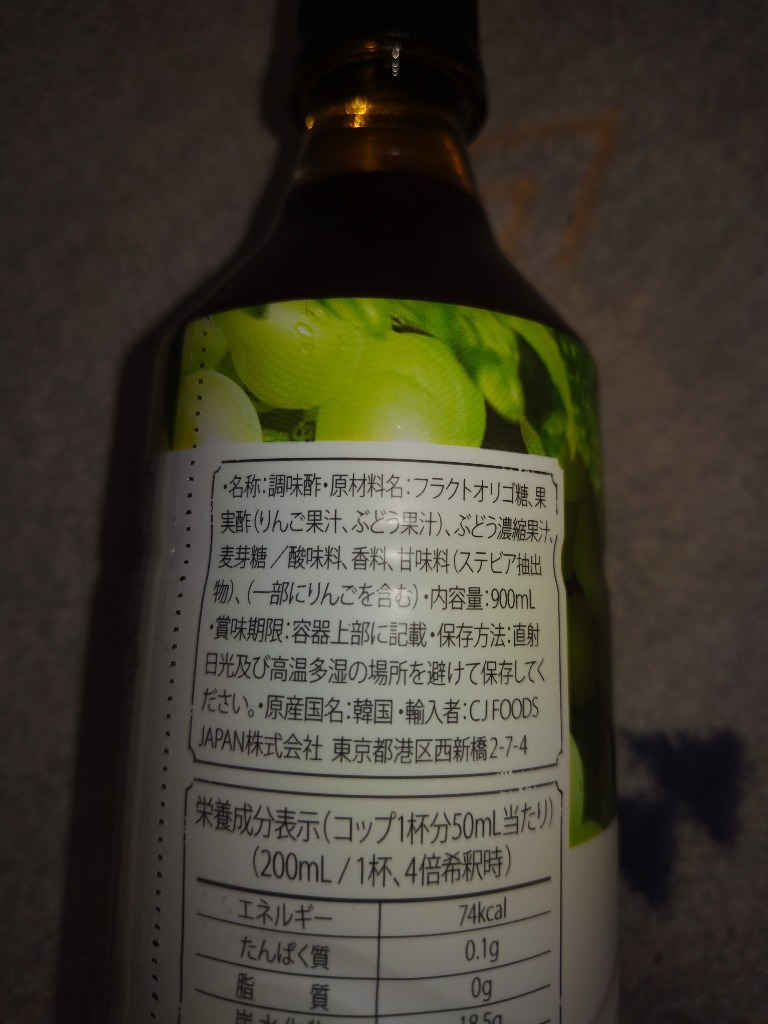 ・名称：調味酢・原材料名：フラクトオリゴ糖、果
実酢（りんご果汁、ぶどう果汁）、ぶどう濃縮果汁、
麦芽糖／酸味料、香料、甘味料（ステビア抽出
物）、（一部にりんごを含む）・内容量：900mL
・賞味期限：容器上部に記載・保存方法：直射
日光及び高温多湿の場所を避けて保存してく
ださい。・原産国名：韓国・輸入者：CJ FOODS
JAPAN株式会社 東京都港区西新橋2-7-4
栄養成分表示（コップ1杯分50mL当たり）
（200mL / 1杯、4倍希釈時）
エネルギー 74kcal
たんぱく質 0.1g
脂 質 0g
18.5g